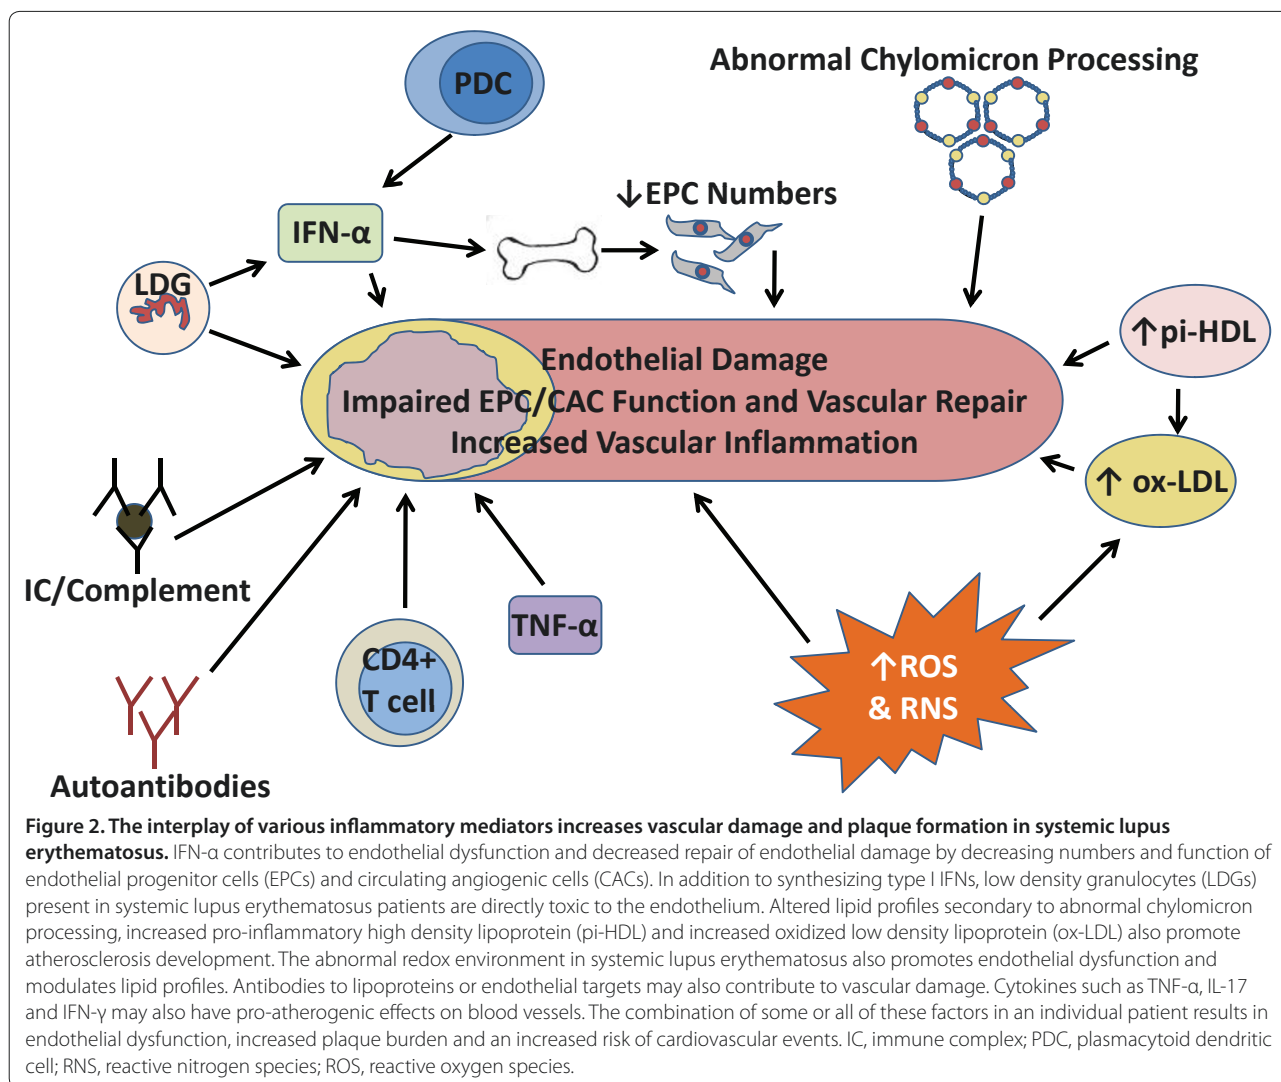 PDC
Abnormal Chylomicron Processing
↓EPC Numbers
IFN-α
LDG
↑pi-HDL
Endothelial Damage
Impaired EPC/CAC Function and Vascular Repair
Increased Vascular Inflammation
↑ ox-LDL
IC/Complement
TNF-α
CD4+
T cell
↑ROS
& RNS
Autoantibodies
Figure 2. The interplay of various inflammatory mediators increases vascular damage and plaque formation in systemic lupus
erythematosus. IFN-α contributes to endothelial dysfunction and decreased repair of endothelial damage by decreasing numbers and function of
endothelial progenitor cells (EPCs) and circulating angiogenic cells (CACs). In addition to synthesizing type I IFNs, low density granulocytes (LDGs)
present in systemic lupus erythematosus patients are directly toxic to the endothelium. Altered lipid profiles secondary to abnormal chylomicron
processing, increased pro-inflammatory high density lipoprotein (pi-HDL) and increased oxidized low density lipoprotein (ox-LDL) also promote
atherosclerosis development. The abnormal redox environment in systemic lupus erythematosus also promotes endothelial dysfunction and
modulates lipid profiles. Antibodies to lipoproteins or endothelial targets may also contribute to vascular damage. Cytokines such as TNF-α, IL-17
and IFN-γ may also have pro-atherogenic effects on blood vessels. The combination of some or all of these factors in an individual patient results in
endothelial dysfunction, increased plaque burden and an increased risk of cardiovascular events. IC, immune complex; PDC, plasmacytoid dendritic
cell; RNS, reactive nitrogen species; ROS, reactive oxygen species.